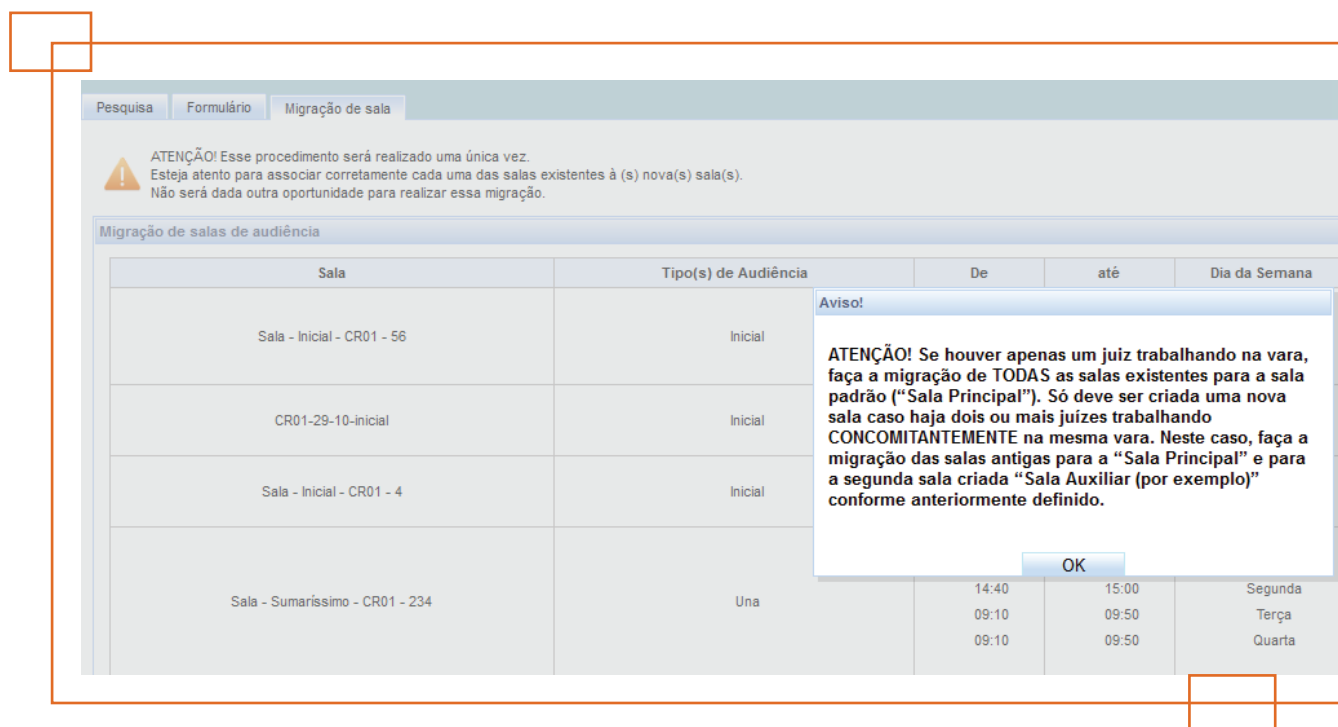 Pesquisa
Formulário
Migração de sala
ATENÇÃO! Esse procedimento será realizado uma única vez.
Esteja atento para associar corretamente cada uma das salas existentes à (s) nova(s) sala(s).
Não será dada outra oportunidade para realizar essa migração.
Migração de salas de audiência
Sala
Tipo(s) de Audiência
De
até
Dia da Semana
Sala - Inicial - CR01 - 56
Inicial
CR01-29-10-inicial
Inicial
Sala - Inicial - CR01 - 4
Inicial
Sala - Sumaríssimo - CR01 - 234
Una
14:40
15:00
Segunda
09:10
09:50
Terça
09:10
09:50
Quarta
Aviso!
ATENÇÃO! Se houver apenas um juiz trabalhando na vara,
faça a migração de TODAS as salas existentes para a sala
padrão (“Sala Principal”). Só deve ser criada uma nova
sala caso haja dois ou mais juízes trabalhando
CONCOMITANTEMENTE na mesma vara. Neste caso, faça a
migração das salas antigas para a “Sala Principal” e para
a segunda sala criada “Sala Auxiliar (por exemplo)”
conforme anteriormente definido.
OK